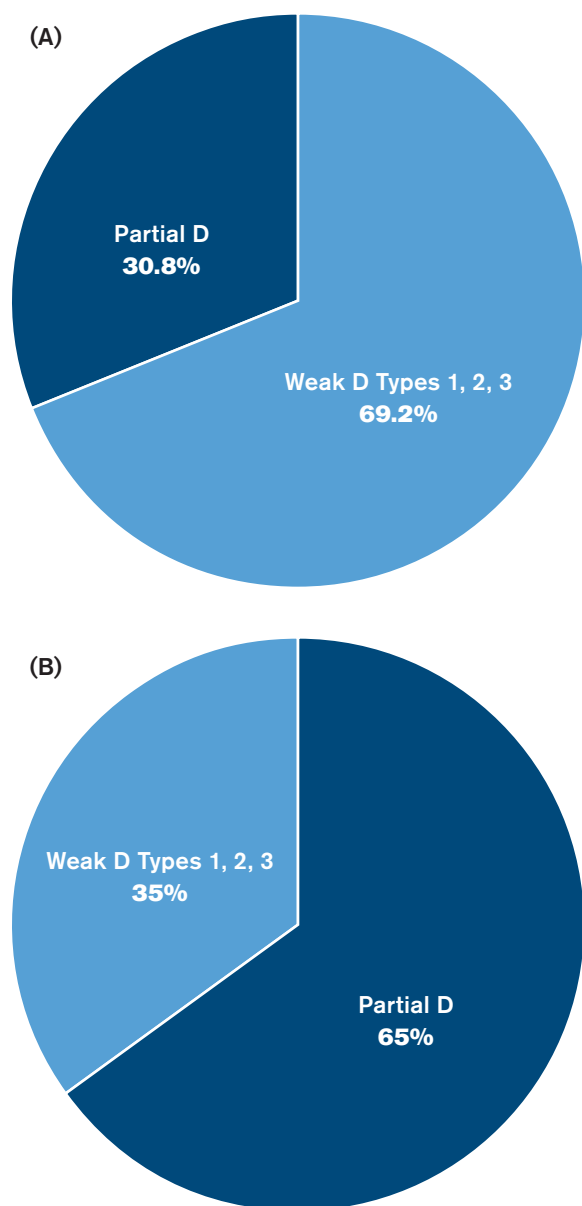 (A)
Partial D
30.8%
Weak D Types 1, 2, 3
69.2%
(B)
Weak D Types 1, 2, 3
35%
Partial D
65%